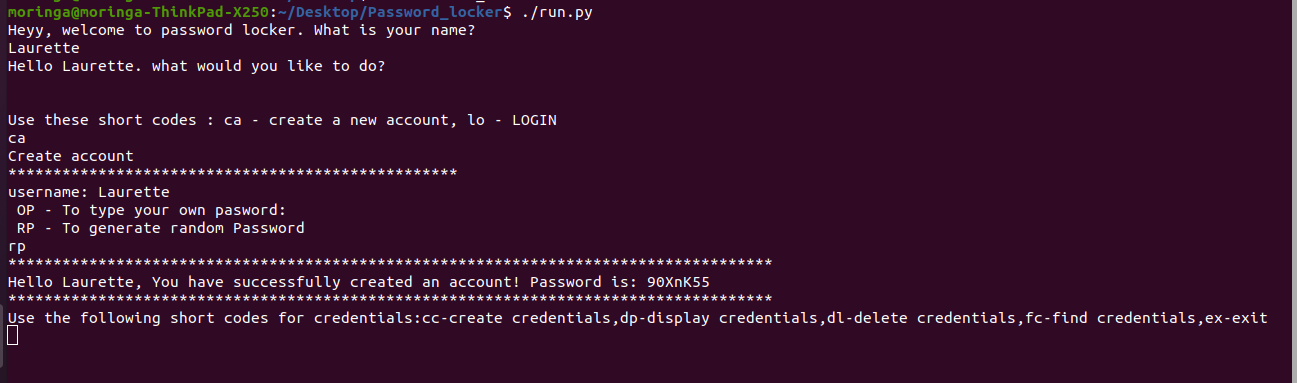 moringa@moringa-ThinkPad-X250:~/Desktop/Password_locker$ ./run.py
Heyy, welcome to password locker. What is your name?
Laurette
Hello Laurette. what would you like to do?
Use these short codes : ca - create a new account, lo - LOGIN
ca
Create account
**************************************************
username: Laurette
OP - To type your own pasword:
RP - To generate random Password
rp
*************************************************************************************
Hello Laurette, You have successfully created an account! Password is: 90XnK55
*************************************************************************************
Use the following short codes for credentials:cc-create credentials,dp-display credentials,dl-delete credentials,fc-find credentials,ex-exit